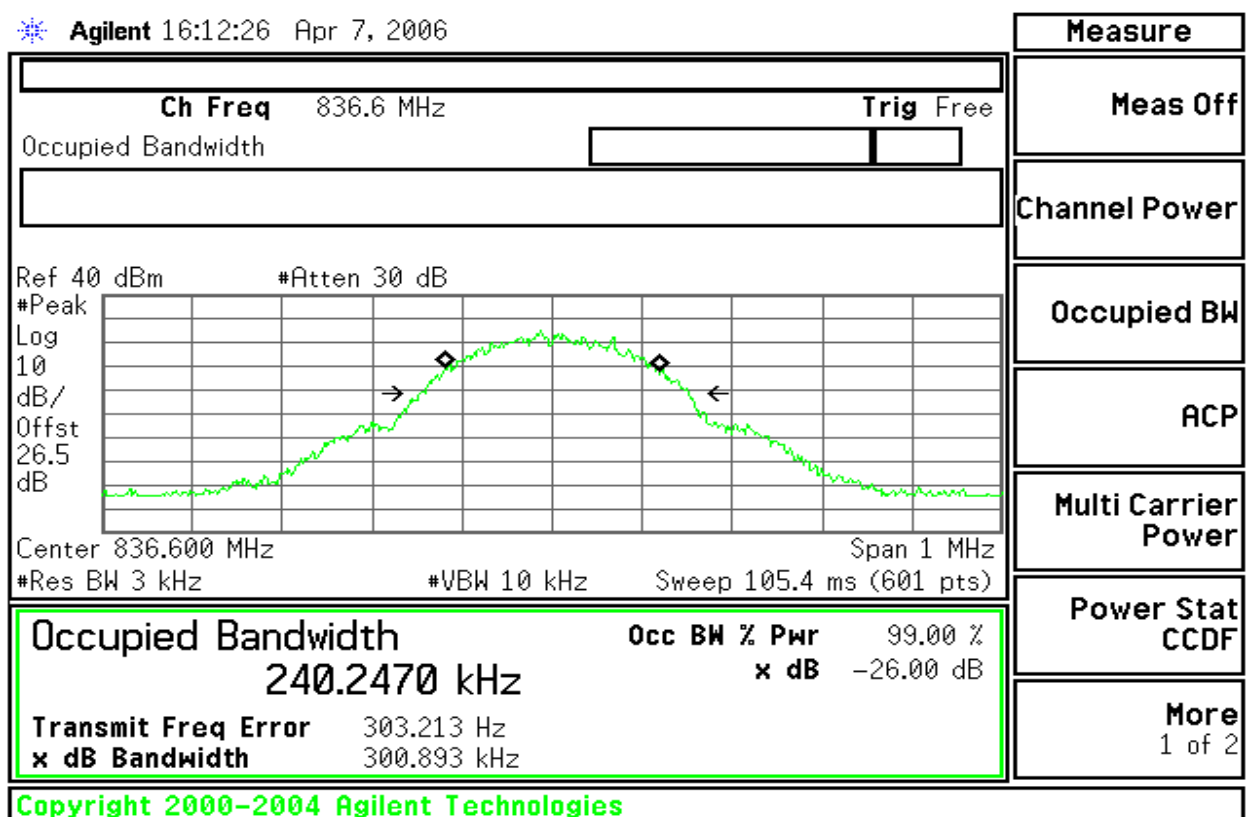 Agilent 16:12:26 Apr 7, 2006
Measure
Ch Freq 836.6 MHz Trig Free
Meas Off
Occupied Bandwidth
Channel Power
Ref 40 dBm #Atten 30 dB
#Peak
Log
10
dB/
Offst
26.5
dB
Occupied BW
ACP
Center 836.600 MHz Span 1 MHz
#Res BW 3 kHz #VBW 10 kHz Sweep 105.4 ms (601 pts)
Multi Carrier
Power
Occupied Bandwidth Occ BW % Pwr 99.00 %
240.2470 kHz x dB -26.00 dB
Transmit Freq Error 303.213 Hz
x dB Bandwidth 300.893 kHz
Power Stat
CCDF
More
1 of 2
Copyright 2000-2004 Agilent Technologies